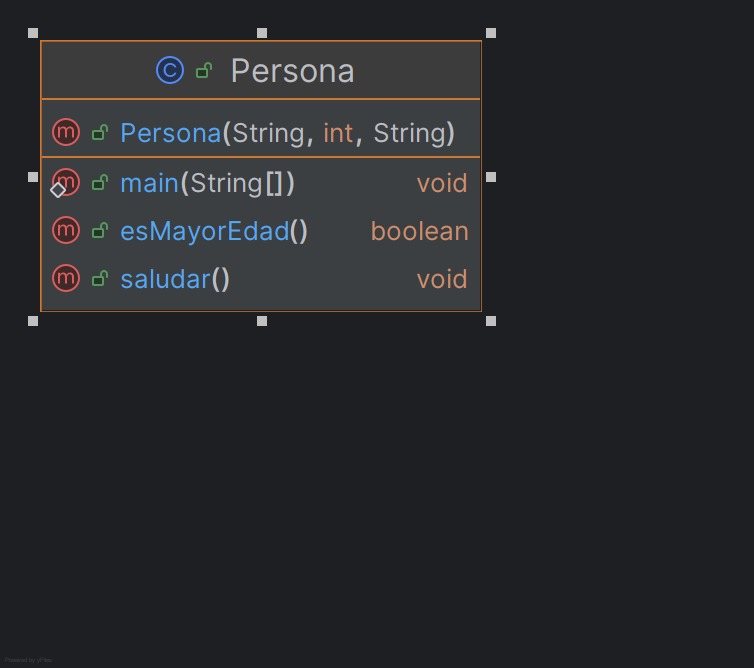 Persona
Persona(String, int, String)
main(String[]) void
esMayorEdad() boolean
saludar() void
Powered by yFiles